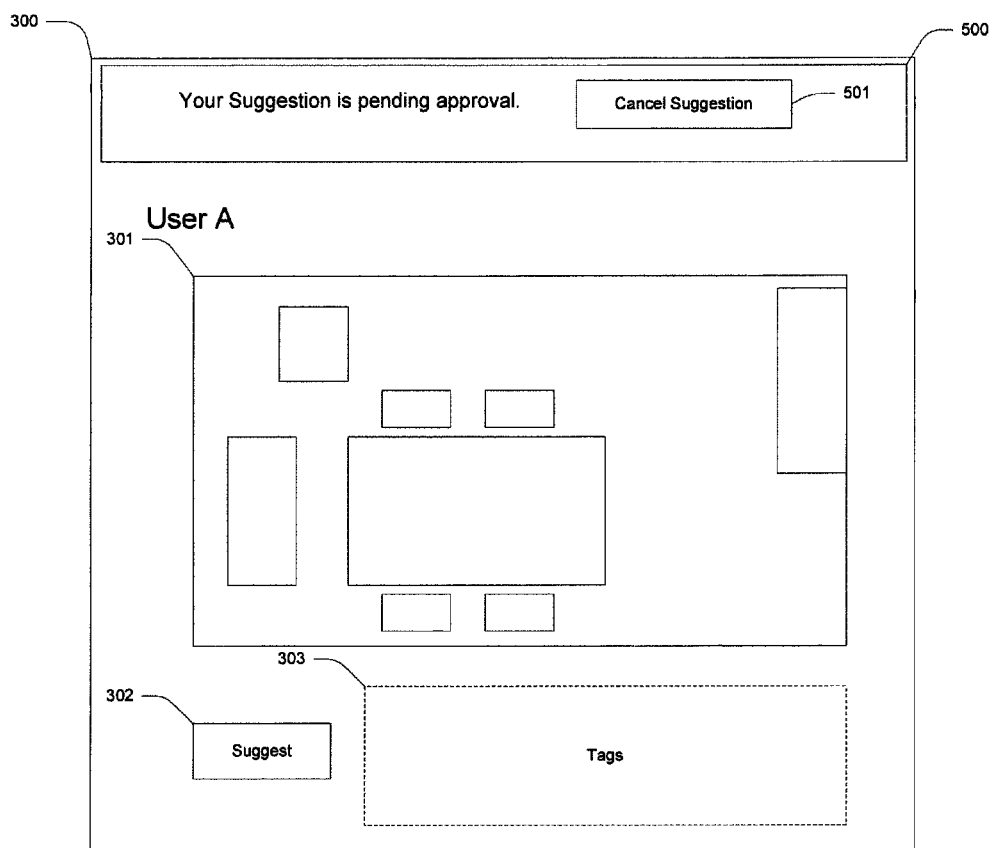 300
500
Your Suggestion is pending approval.
Cancel Suggestion
501
User A
301
303
302
Suggest
Tags